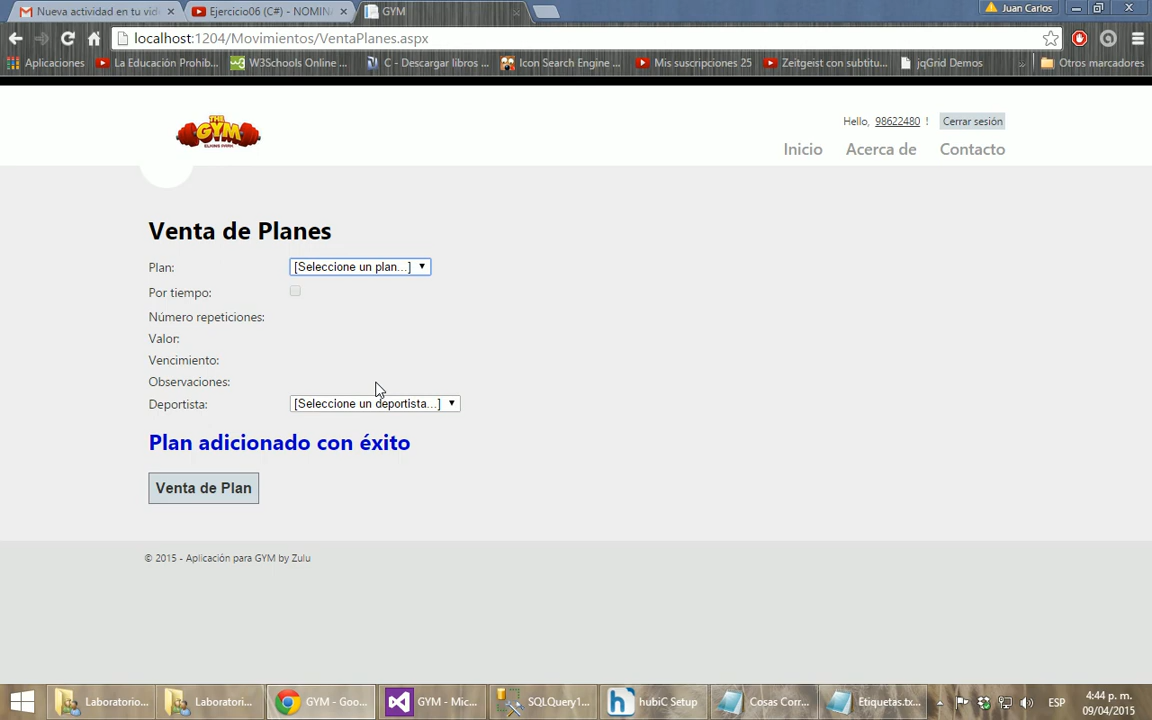 Nueva actividad en tu vid
Ejercicio06 (C#) - NOMINA
GYM
Juan Carlos
localhost:1204/Movimientos/VentaPlanes.aspx
Aplicaciones
La Educación Prohib...
W3Schools Online ...
C - Descargar libros ...
Icon Search Engine ...
Mis suscripciones 25
Zeitgeist con subtitu...
jqGrid Demos
»
Otros marcadores
THE GYM
Hello, 98622480 !
Cerrar sesión
Inicio Acerca de Contacto
Venta de Planes
Plan: [Seleccione un plan...]
Por tiempo:
Número repeticiones:
Valor:
Vencimiento:
Observaciones:
Deportista: [Seleccione un deportista...]
Plan adicionado con éxito
Venta de Plan
© 2015 - Aplicación para GYM by Zulu
Laboratorio...
Laboratori...
GYM - Goo...
GYM - Mic...
SQLQuery1...
hubiC Setup
Cosas Corr...
Etiquetas.tx...
ESP
4:44 p. m.
09/04/2015